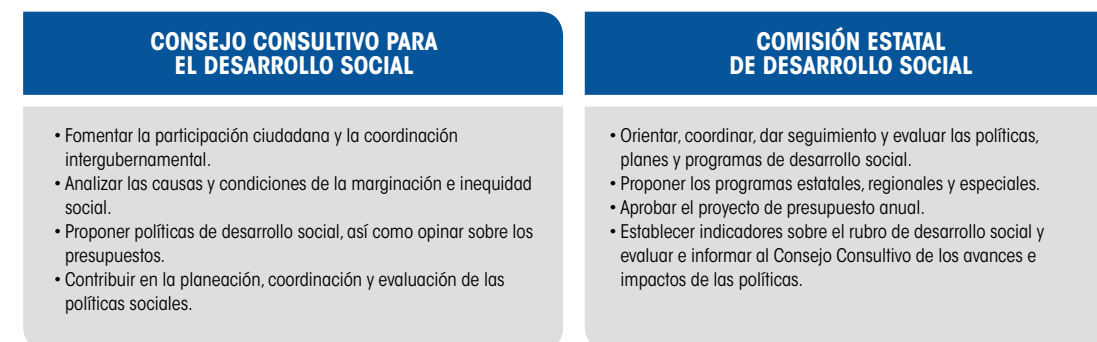 CONSEJO CONSULTIVO PARA
EL DESARROLLO SOCIAL
• Fomentar la participación ciudadana y la coordinación
intergubernamental.
• Analizar las causas y condiciones de la marginación e inequidad
social.
• Proponer políticas de desarrollo social, así como opinar sobre los
presupuestos.
• Contribuir en la planeación, coordinación y evaluación de las
políticas sociales.
COMISIÓN ESTATAL
DE DESARROLLO SOCIAL
• Orientar, coordinar, dar seguimiento y evaluar las políticas,
planes y programas de desarrollo social.
• Proponer los programas estatales, regionales y especiales.
• Aprobar el proyecto de presupuesto anual.
• Establecer indicadores sobre el rubro de desarrollo social y
evaluar e informar al Consejo Consultivo de los avances e
impactos de las políticas.